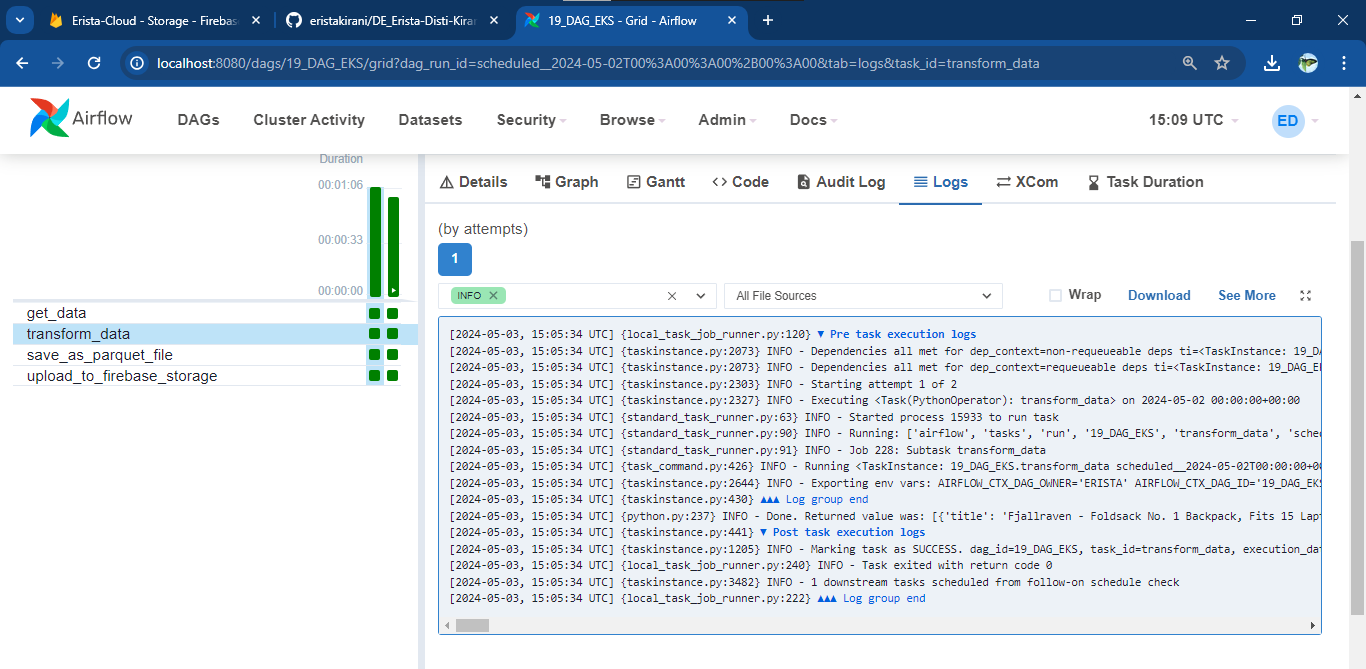 Erista-Cloud - Storage - Firebas
eristakirani/DE_Erista-Disti-Kiran
19_DAG_EKS - Grid - Airflow
localhost:8080/dags/19_DAG_EKS/grid?dag_run_id=scheduled__2024-05-02T00%3A00%3A00%2B00%3A00&tab=logs&task_id=transform_data
Airflow
DAGs
Cluster Activity
Datasets
Security
Browse
Admin
Docs
15:09 UTC
ED
Duration
00:01:06
00:00:33
00:00:00
get_data
transform_data
save_as_parquet_file
upload_to_firebase_storage
Details
Graph
Gantt
Code
Audit Log
Logs
XCom
Task Duration
(by attempts)
1
INFO
All File Sources
Wrap
Download
See More
[2024-05-03, 15:05:34 UTC] {local_task_job_runner.py:120} ▼ Pre task execution logs
[2024-05-03, 15:05:34 UTC] {taskinstance.py:2073} INFO - Dependencies all met for dep_context=non-requeueable deps ti=<TaskInstance: 19_DA
[2024-05-03, 15:05:34 UTC] {taskinstance.py:2073} INFO - Dependencies all met for dep_context=requeueable deps ti=<TaskInstance: 19_DAG_E
[2024-05-03, 15:05:34 UTC] {taskinstance.py:2303} INFO - Starting attempt 1 of 2
[2024-05-03, 15:05:34 UTC] {taskinstance.py:2327} INFO - Executing <Task(PythonOperator): transform_data> on 2024-05-02 00:00:00+00:00
[2024-05-03, 15:05:34 UTC] {standard_task_runner.py:63} INFO - Started process 15933 to run task
[2024-05-03, 15:05:34 UTC] {standard_task_runner.py:90} INFO - Running: ['airflow', 'tasks', 'run', '19_DAG_EKS', 'transform_data', 'sche
[2024-05-03, 15:05:34 UTC] {standard_task_runner.py:91} INFO - Job 228: Subtask transform_data
[2024-05-03, 15:05:34 UTC] {task_command.py:426} INFO - Running <TaskInstance: 19_DAG_EKS.transform_data scheduled__2024-05-02T00:00:00+0
[2024-05-03, 15:05:34 UTC] {taskinstance.py:2644} INFO - Exporting env vars: AIRFLOW_CTX_DAG_OWNER='ERISTA' AIRFLOW_CTX_DAG_ID='19_DAG_EKS
[2024-05-03, 15:05:34 UTC] {taskinstance.py:430} ▲▲▲ Log group end
[2024-05-03, 15:05:34 UTC] {python.py:237} INFO - Done. Returned value was: [{'title': 'Fjallraven - Foldsack No. 1 Backpack, Fits 15 Lapt
[2024-05-03, 15:05:34 UTC] {taskinstance.py:441} ▼ Post task execution logs
[2024-05-03, 15:05:34 UTC] {taskinstance.py:1205} INFO - Marking task as SUCCESS. dag_id=19_DAG_EKS, task_id=transform_data, execution_da
[2024-05-03, 15:05:34 UTC] {local_task_job_runner.py:240} INFO - Task exited with return code 0
[2024-05-03, 15:05:34 UTC] {taskinstance.py:3482} INFO - 1 downstream tasks scheduled from follow-on schedule check
[2024-05-03, 15:05:34 UTC] {local_task_job_runner.py:222} ▲▲▲ Log group end